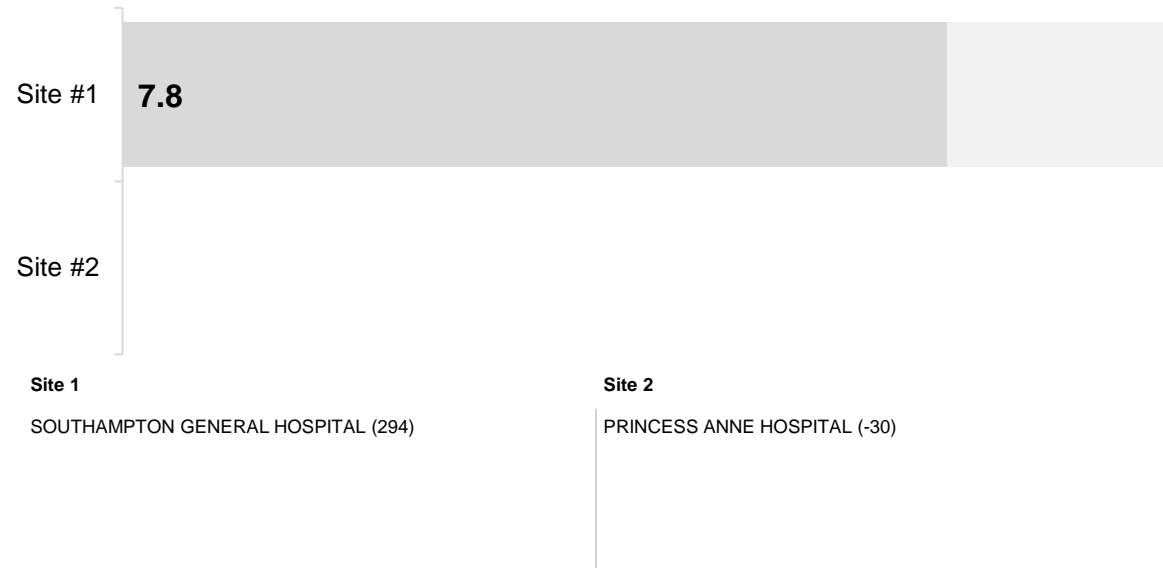 Site #1
7.8
Site #2
Site 1
Site 2
SOUTHAMPTON GENERAL HOSPITAL (294)
PRINCESS ANNE HOSPITAL (-30)